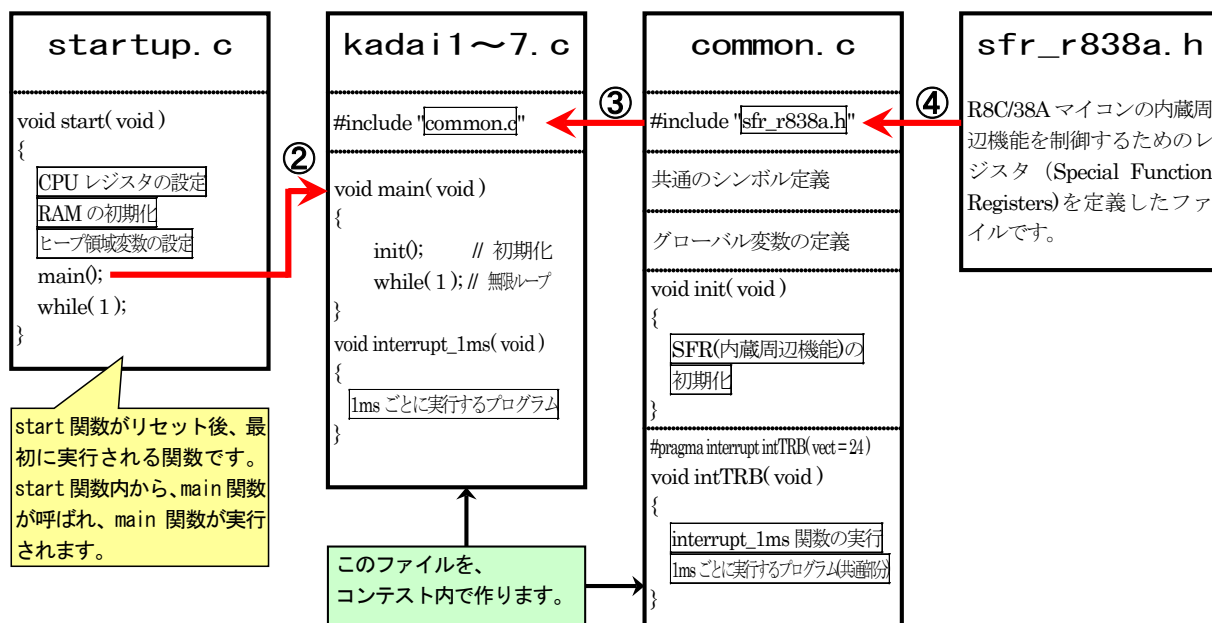 startup.c
void start( void )
{
CPU レジスタの設定
RAM の初期化
ヒープ領域変数の設定
main();
while( 1 );
}
start 関数がリセット後、最
初に実行される関数です。
start 関数内から、main 関数
が呼ばれ、main 関数が実行
されます。
②
kadai1～7.c
#include "common.c"
void main( void )
{
init(); // 初期化
while( 1 ); // 無限ループ
}
void interrupt_1ms( void )
{
1ms ごとに実行するプログラム
}
このファイルを、
コンテスト内で作ります。
③
common.c
#include "sfr_r838a.h"
共通のシンボル定義
グローバル変数の定義
void init( void )
{
SFR(内蔵周辺機能)の
初期化
}
#pragma interrupt intTRB( vect = 24 )
void intTRB( void )
{
interrupt_1ms 関数の実行
1ms ごとに実行するプログラム(共通部分)
}
④
sfr_r838a.h
R8C/38A マイコンの内蔵周
辺機能を制御するためのレ
ジスタ（Special Function
Registers)を定義したファ
イルです。